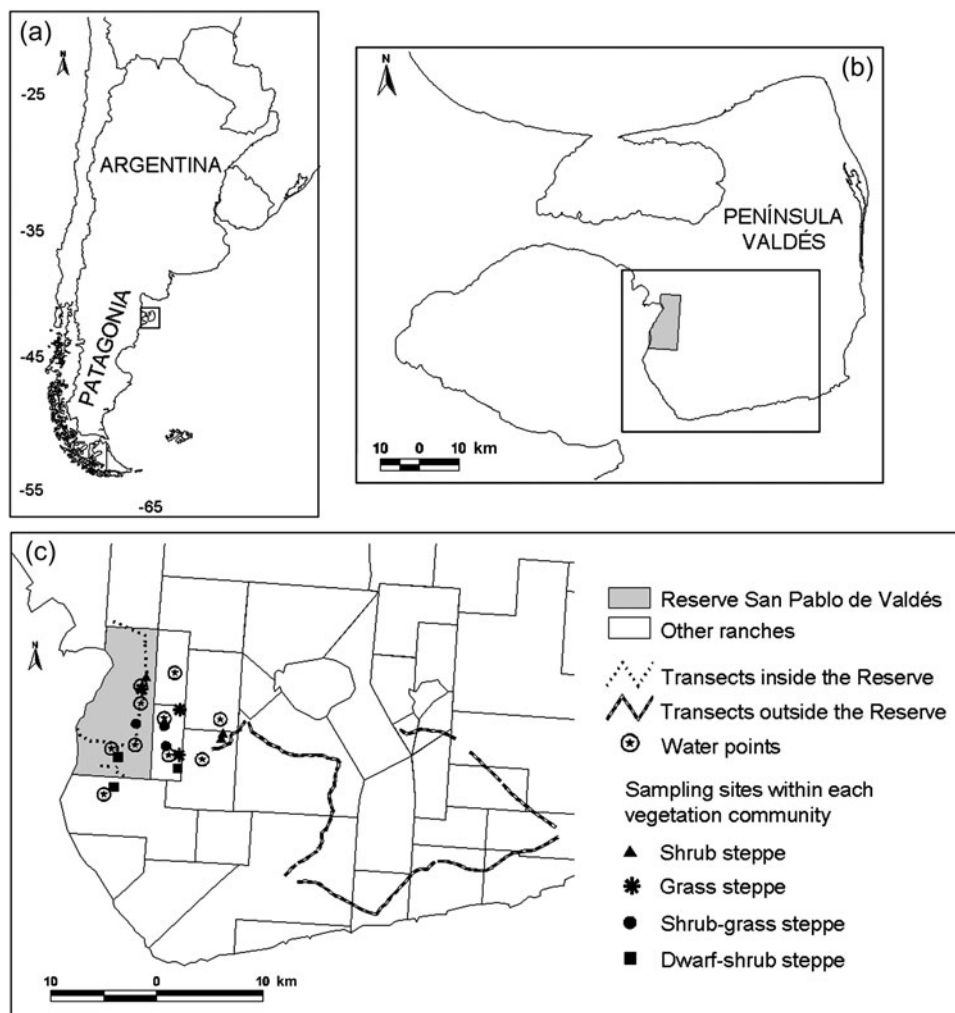 (a)
N
-25
ARGENTINA
-35
PATAGONIA
-45
-55
-65
(b)
N
PENÍNSULA
VALDÉS
10 0 10 km
(c)
N
10 0 10
km
Reserve San Pablo de Valdés
Other ranches
Transects inside the Reserve
Transects outside the Reserve
Water points
Sampling sites within each
vegetation community
Shrub steppe
Grass steppe
Shrub-grass steppe
Dwarf-shrub steppe